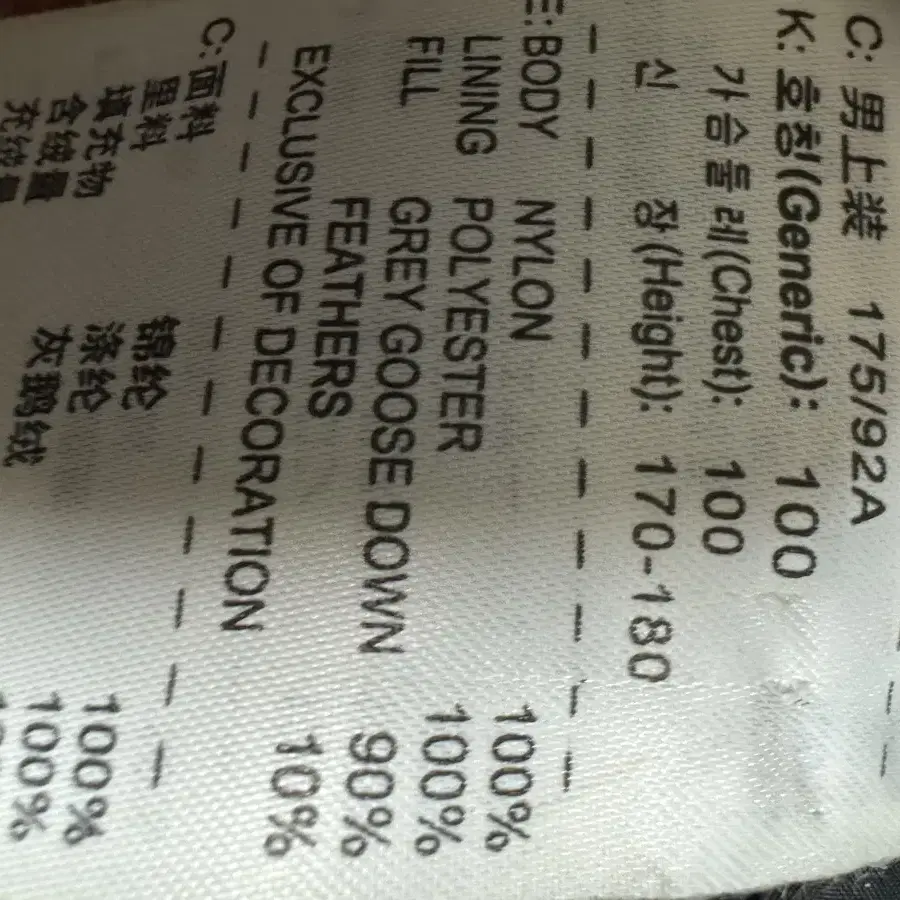 C: 男上装 175/92A
K: 호칭(Generic): 100
가슴둘레(Chest): 100
신 장(Height): 170-180
E: BODY NYLON 100%
LINING POLYESTER 100%
FILL GREY GOOSE DOWN 90%
FEATHERS 10%
EXCLUSIVE OF DECORATION
C: 面料 锦纶 100%
里料 涤纶 100%
填充物 灰鹅绒
含绒量
充绒量